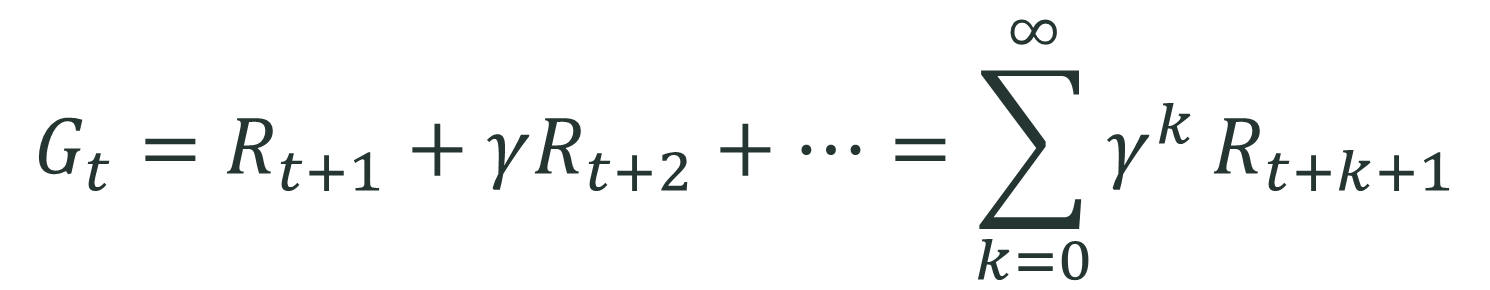 G_t = R_{t+1} + γR_{t+2} + ⋯ = ∑_{k=0}^{∞} γ^k R_{t+k+1}